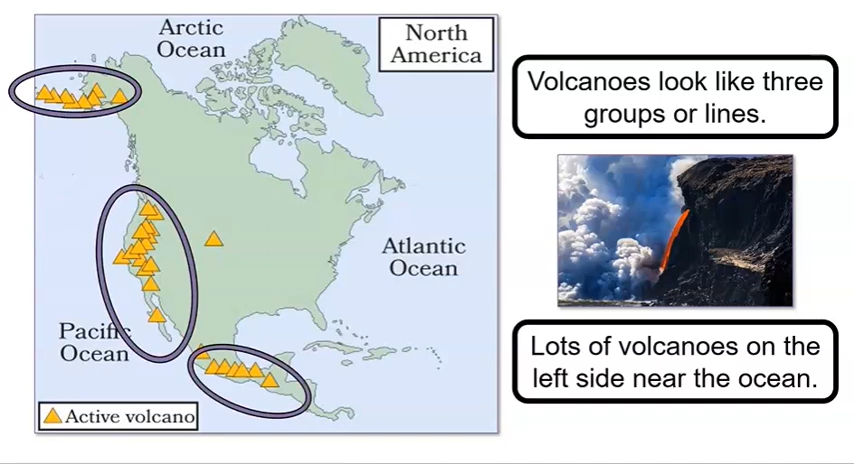 Arctic
Ocean
North
America
Volcanoes look like three
groups or lines.
Atlantic
Ocean
Pacific
Ocean
Lots of volcanoes on the
left side near the ocean.
Active volcano